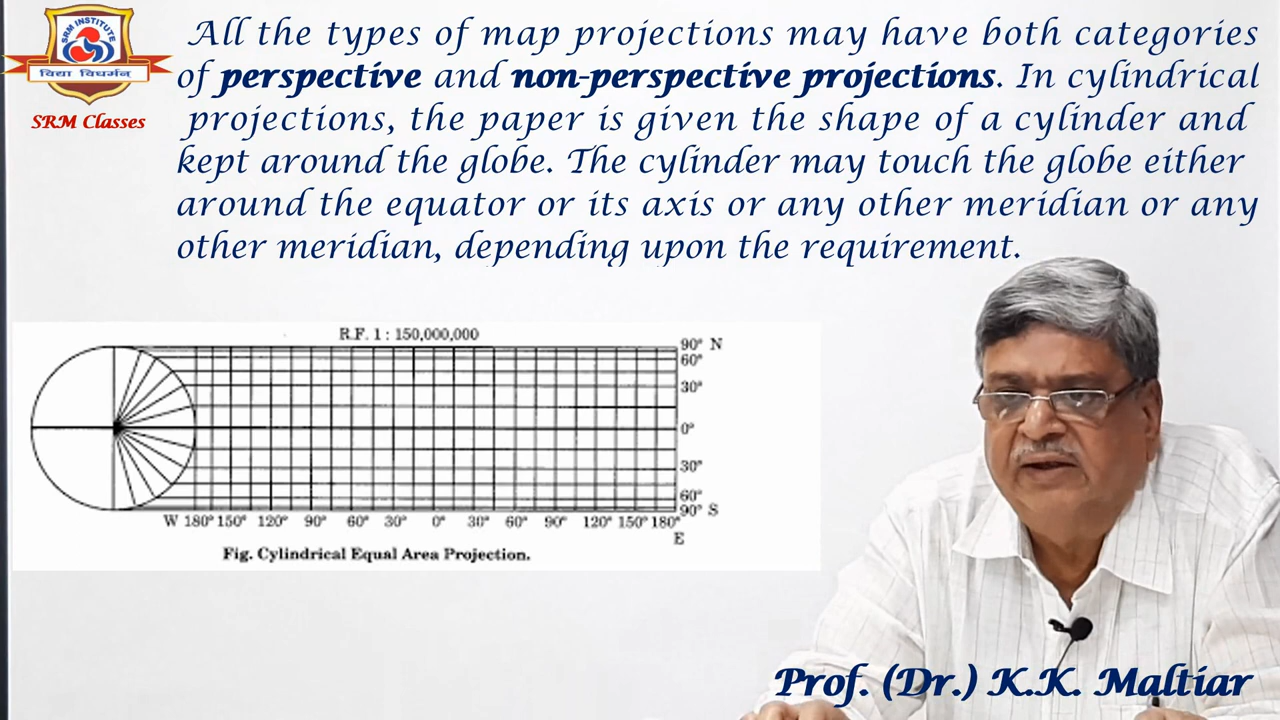 SRM INSTITUTE
विद्या विधर्मन्
SRM Classes
All the types of map projections may have both categories
of perspective and non-perspective projections. In cylindrical
projections, the paper is given the shape of a cylinder and
kept around the globe. The cylinder may touch the globe either
around the equator or its axis or any other meridian or any
other meridian, depending upon the requirement.
R.F. 1 : 150,000,000
90° N
60°
30°
0°
30°
60°
90° S
W 180° 150° 120° 90° 60° 30° 0° 30° 60° 90° 120° 150° 180°
E
Fig. Cylindrical Equal Area Projection.
Prof. (Dr.) K.K. Maltiar